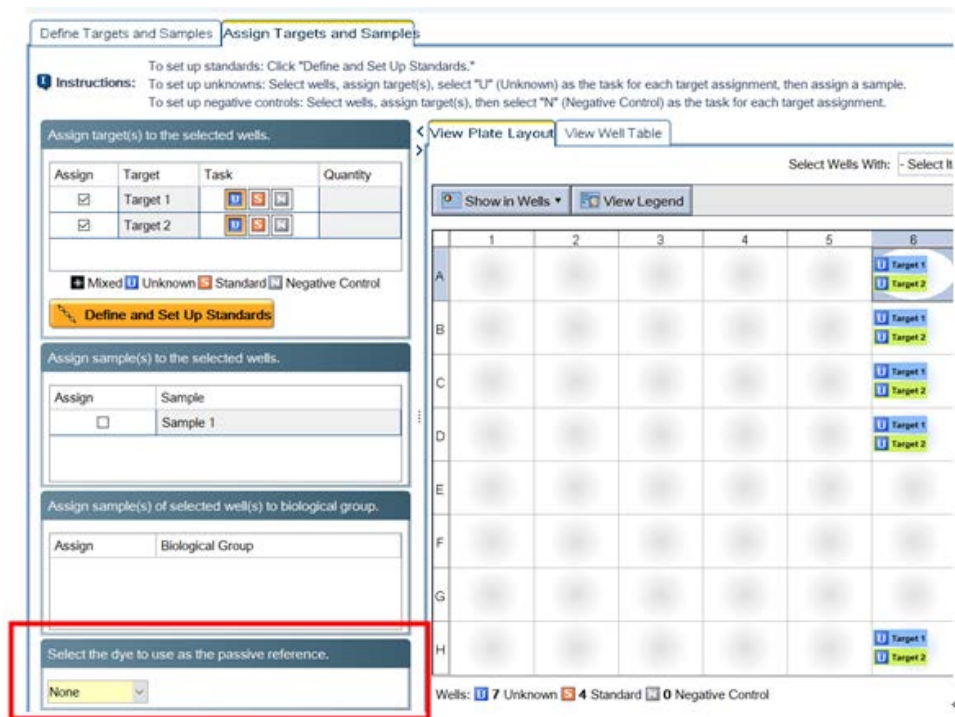 Define Targets and Samples Assign Targets and Samples
To set up standards: Click "Define and Set Up Standards."
Instructions: To set up unknowns: Select wells, assign target(s), select "U" (Unknown) as the task for each target assignment, then assign a sample.
To set up negative controls: Select wells, assign target(s), then select "N" (Negative Control) as the task for each target assignment.
Assign target(s) to the selected wells.
Assign Target Task Quantity
Target 1 U S N
Target 2 U S N
Mixed U Unknown S Standard N Negative Control
Define and Set Up Standards
Assign sample(s) to the selected wells.
Assign Sample
Sample 1
Assign sample(s) of selected well(s) to biological group.
Assign Biological Group
Select the dye to use as the passive reference.
None
View Plate Layout View Well Table
Select Wells With: - Select It
Show in Wells View Legend
1 2 3 4 5 6
A U Target 1
U Target 2
B U Target 1
U Target 2
C U Target 1
U Target 2
D U Target 1
U Target 2
E
F
G
H U Target 1
U Target 2
Wells: U 7 Unknown S 4 Standard N 0 Negative Control